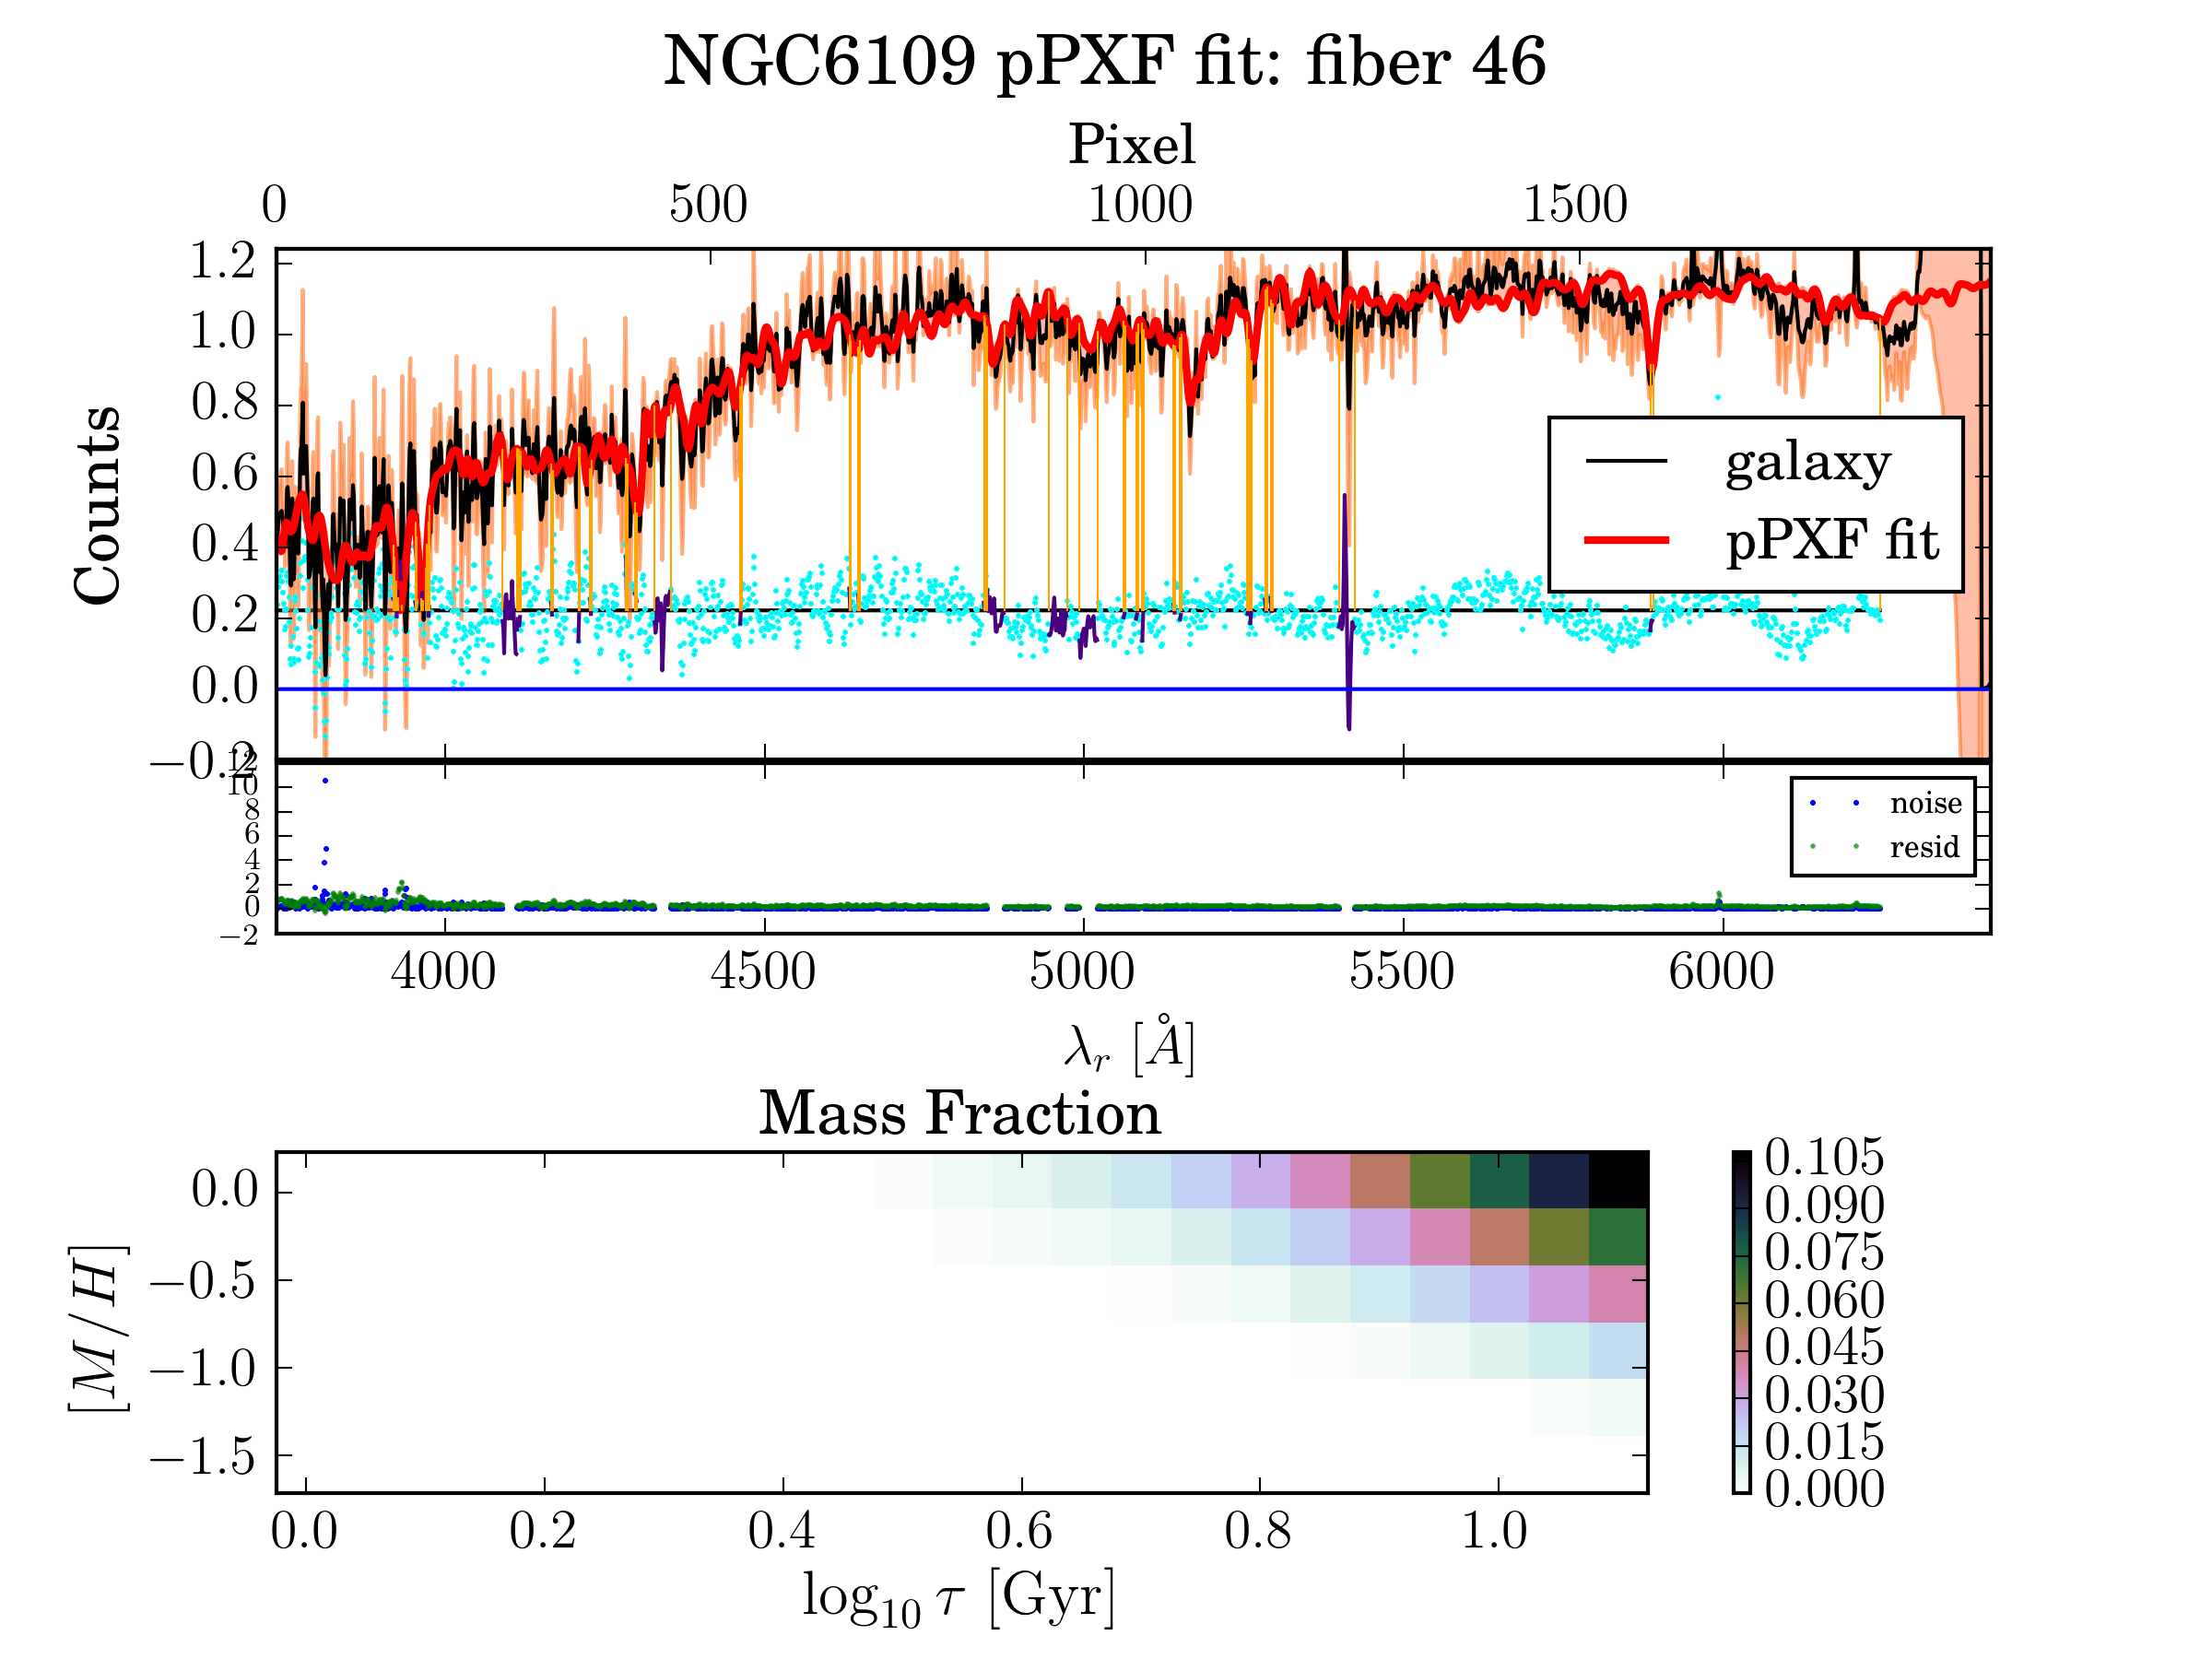 NGC6109 pPXF fit: fiber 46
Pixel
0 500 1000 1500
1.2
1.0
0.8
0.6
0.4
0.2
0.0
−0.2
Counts
galaxy
pPXF fit
12
10
8
6
4
2
0
−2
noise
resid
4000 4500 5000 5500 6000
λr [Å]
Mass Fraction
0.0
−0.5
−1.0
−1.5
[M/H]
0.105
0.090
0.075
0.060
0.045
0.030
0.015
0.000
0.0 0.2 0.4 0.6 0.8 1.0
log10 τ [Gyr]